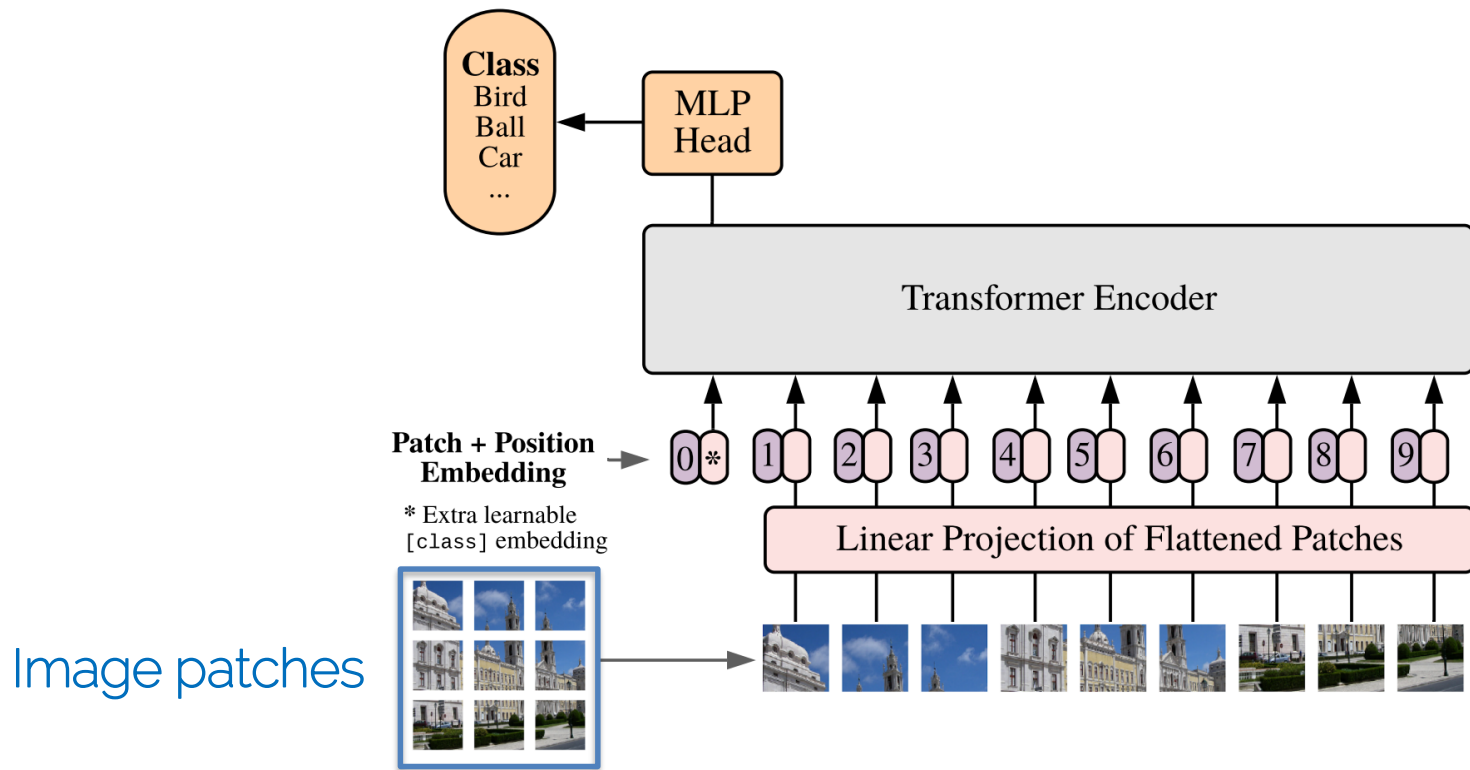 Class
Bird
Ball
Car
...
MLP
Head
Transformer Encoder
Patch + Position
Embedding
0 * 1 2 3 4 5 6 7 8 9
* Extra learnable
[class] embedding
Linear Projection of Flattened Patches
Image patches